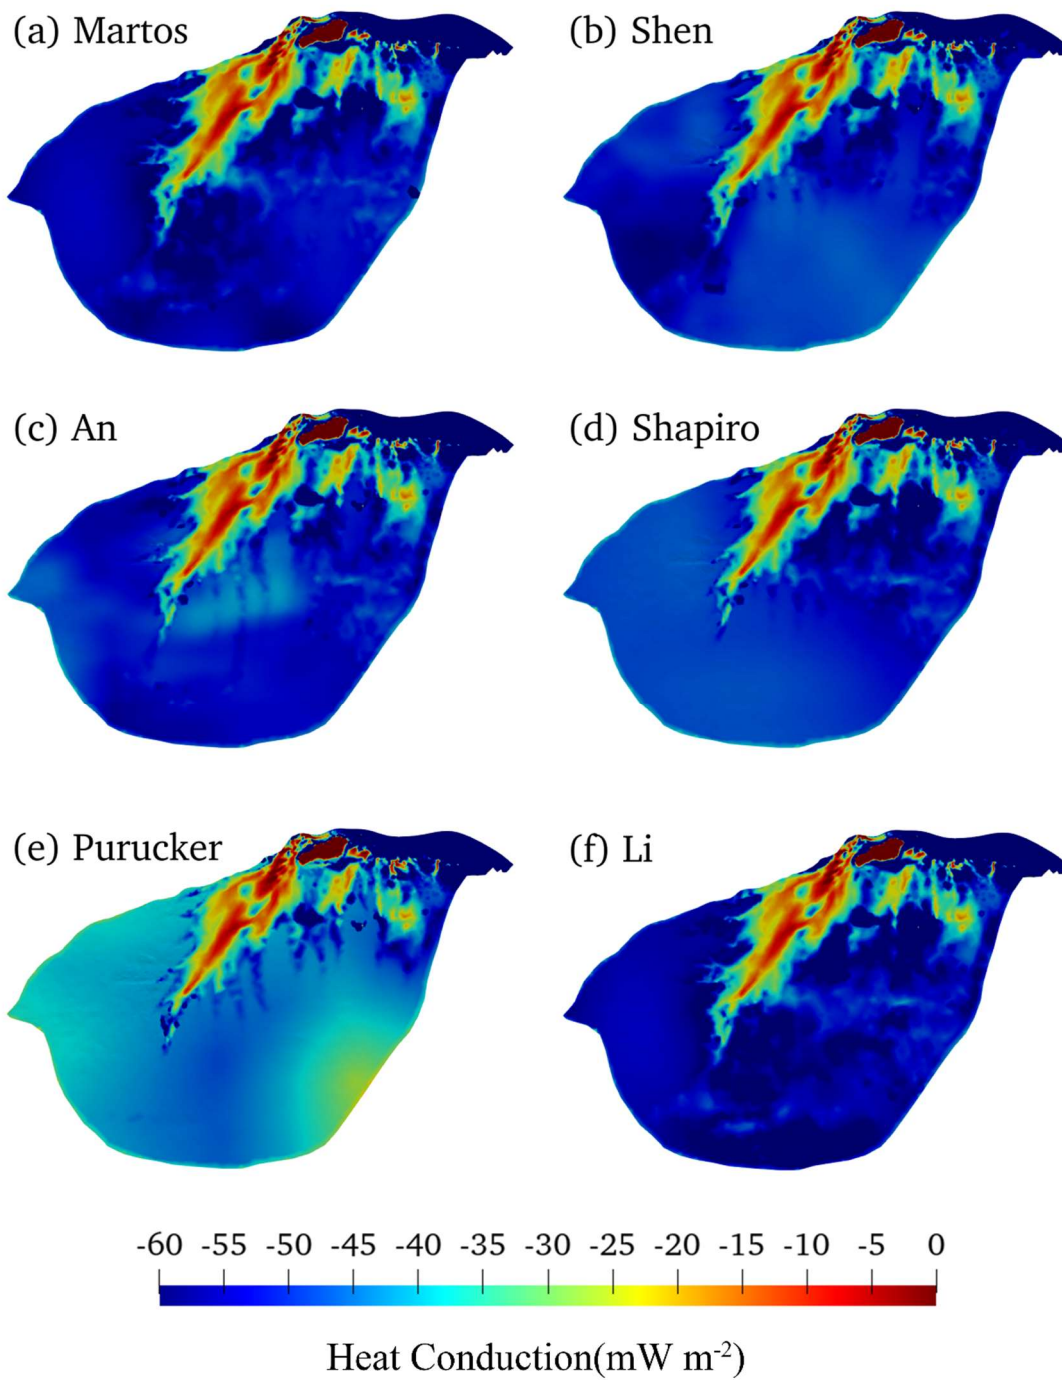 (a) Martos
(b) Shen
(c) An
(d) Shapiro
(e) Purucker
(f) Li
-60 -55 -50 -45 -40 -35 -30 -25 -20 -15 -10 -5 0
Heat Conduction(mW m⁻²)